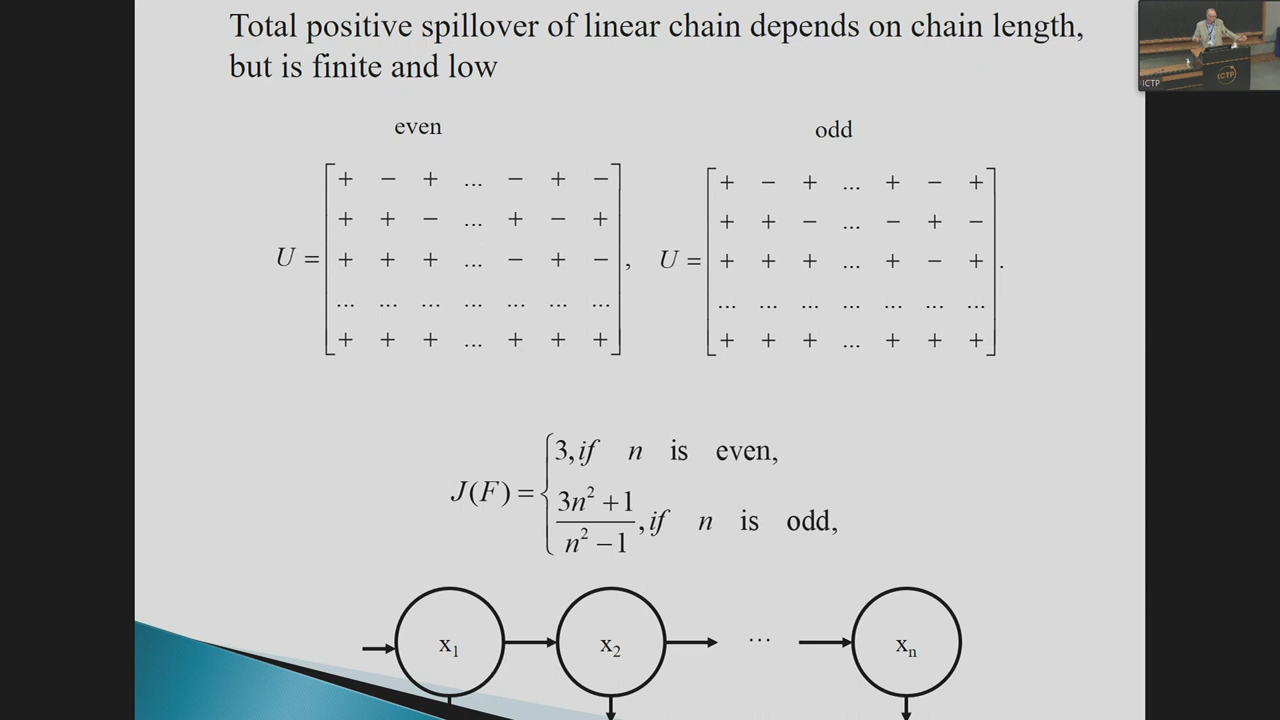 Total positive spillover of linear chain depends on chain length,
but is finite and low
even
odd
U = [ + − + ... − + −
+ + − ... + − +
+ + + ... − + −
... ... ... ... ... ... ...
+ + + ... + + + ] ,
U = [ + − + ... + − +
+ + − ... − + −
+ + + ... + − +
... ... ... ... ... ... ...
+ + + ... + + + ] .
J(F) = { 3, if n is even,
(3n² + 1)/(n² − 1), if n is odd,
x₁ x₂ ... xₙ
ICTP
ICTP